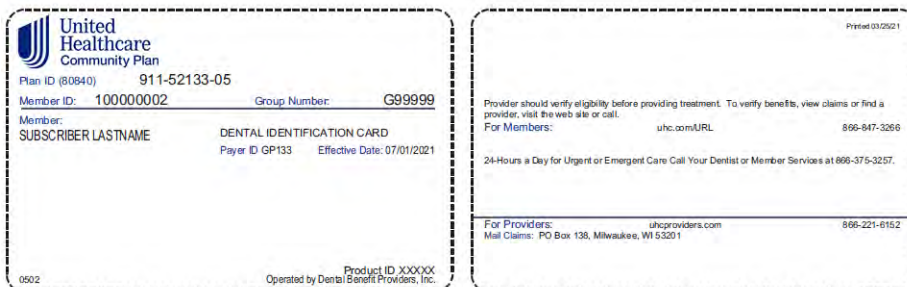 United
Healthcare
Community Plan
Plan ID (80840) 911-52133-05
Member ID: 100000002 Group Number: G99999
Member:
SUBSCRIBER LASTNAME
DENTAL IDENTIFICATION CARD
Payer ID GP133 Effective Date: 07/01/2021
Product ID XXXXX
0502 Operated by Dental Benefit Providers, Inc.
Printed 03/25/21
Provider should verify eligibility before providing treatment. To verify benefits, view claims or find a
provider, visit the web site or call.
For Members: uhc.com/URL 866-847-3266
24-Hours a Day for Urgent or Emergent Care Call Your Dentist or Member Services at 866-375-3257.
For Providers: uhcproviders.com 866-221-6152
Mail Claims: PO Box 138, Milwaukee, WI 53201